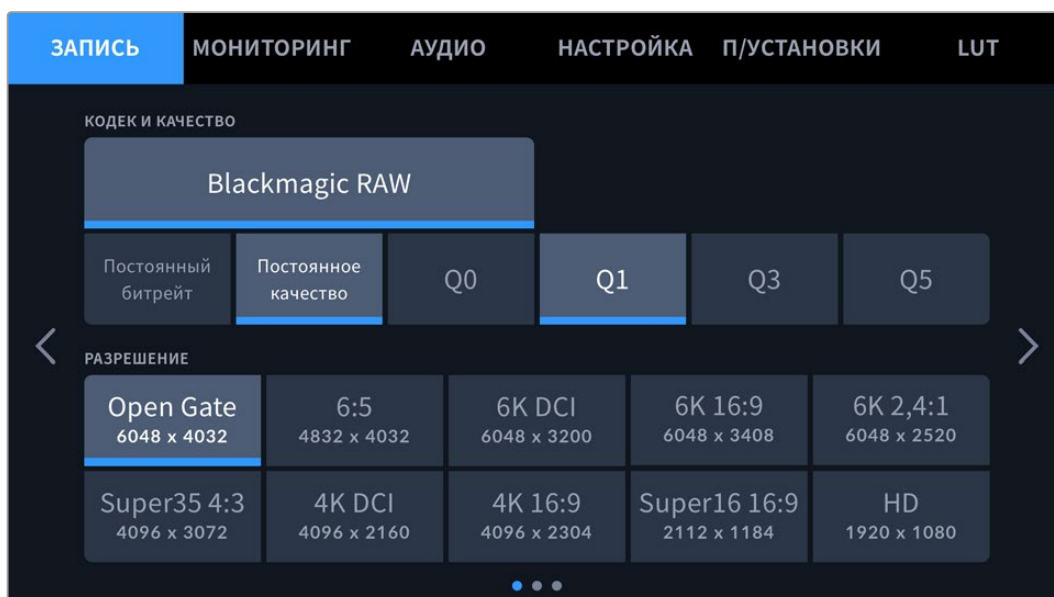 ЗАПИСЬ МОНИТОРИНГ АУДИО НАСТРОЙКА П/УСТАНОВКИ LUT
КОДЕК И КАЧЕСТВО
Blackmagic RAW
Постоянный битрейт
Постоянное качество
Q0
Q1
Q3
Q5
РАЗРЕШЕНИЕ
Open Gate
6048 x 4032
6:5
4832 x 4032
6K DCI
6048 x 3200
6K 16:9
6048 x 3408
6K 2,4:1
6048 x 2520
Super35 4:3
4096 x 3072
4K DCI
4096 x 2160
4K 16:9
4096 x 2304
Super16 16:9
2112 x 1184
HD
1920 x 1080